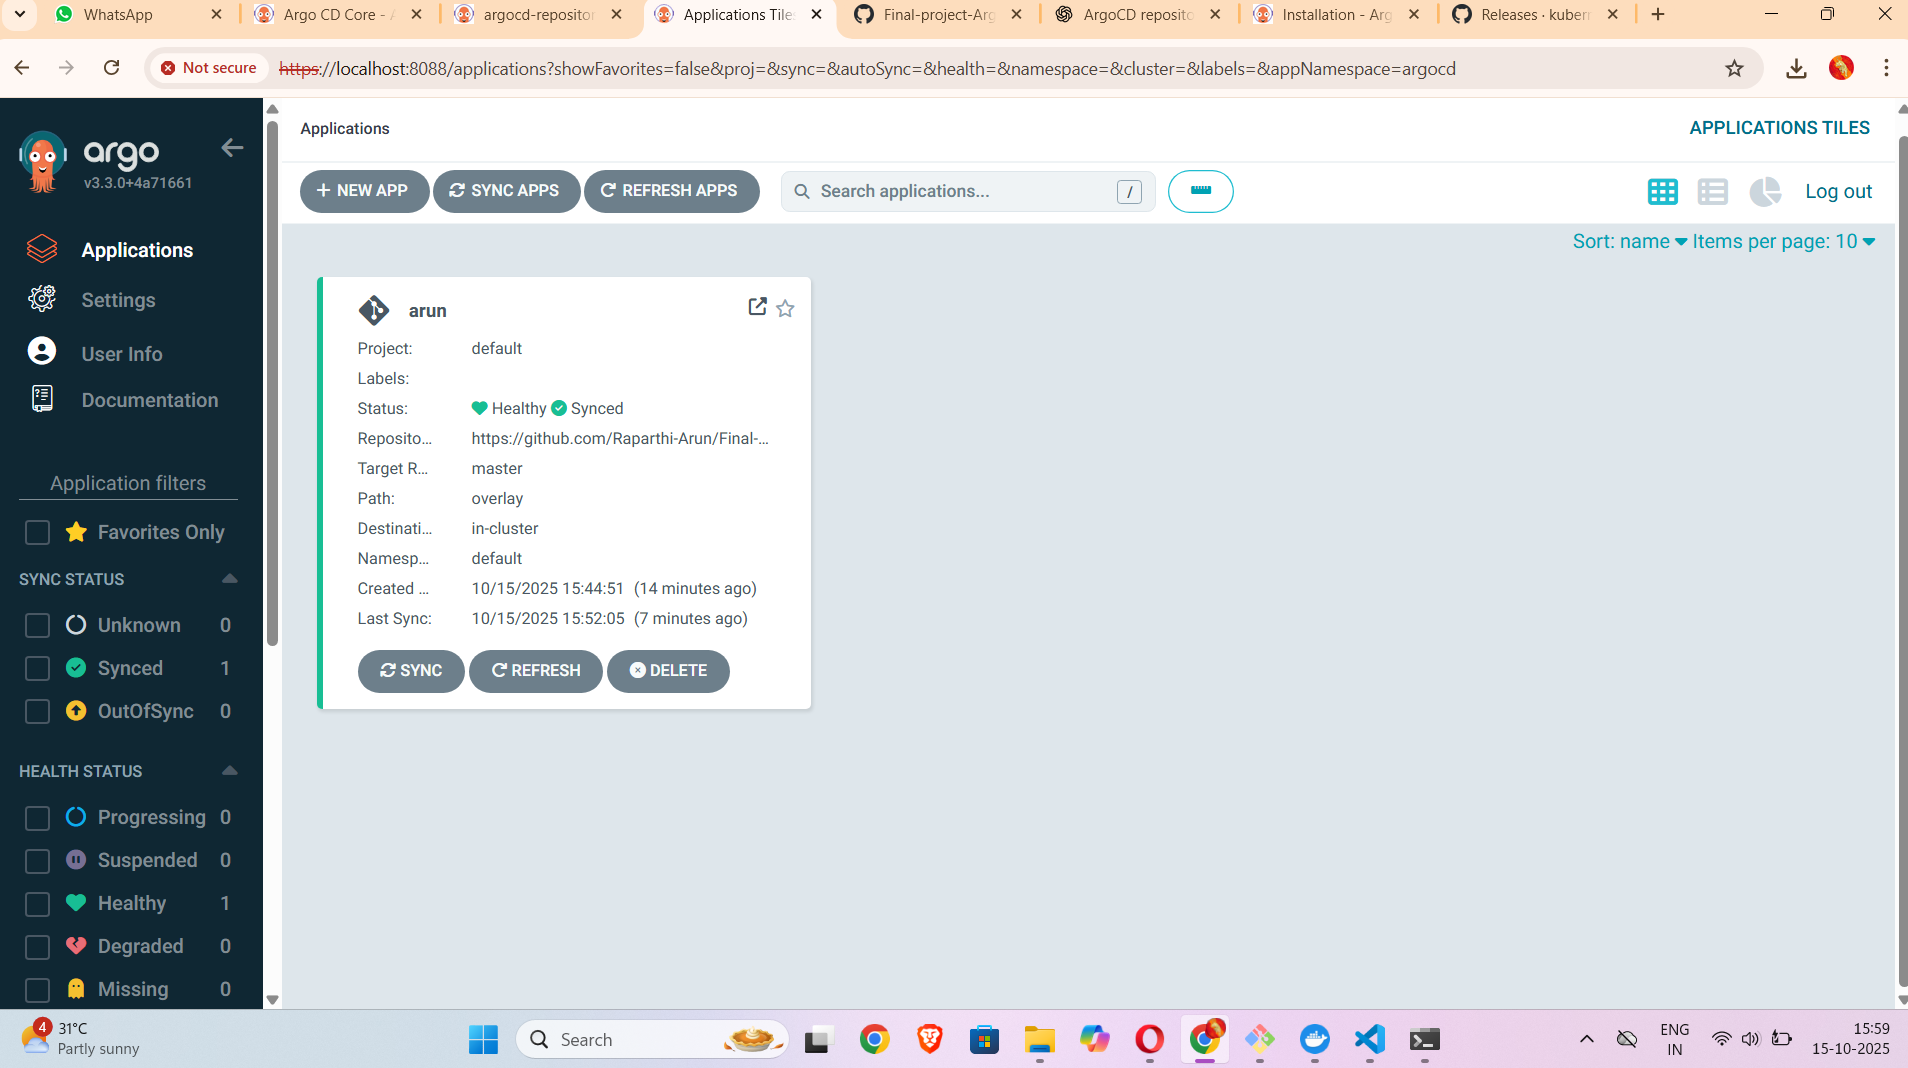 WhatsApp
Argo CD Core - A
argocd-repositor
Applications Tiles
Final-project-Arg
ArgoCD reposito
Installation - Arg
Releases · kubern
Not secure
https://localhost:8088/applications?showFavorites=false&proj=&sync=&autoSync=&health=&namespace=&cluster=&labels=&appNamespace=argocd
argo
v3.3.0+4a71661
Applications
Settings
User Info
Documentation
Application filters
Favorites Only
SYNC STATUS
Unknown 0
Synced 1
OutOfSync 0
HEALTH STATUS
Progressing 0
Suspended 0
Healthy 1
Degraded 0
Missing 0
Applications
APPLICATIONS TILES
NEW APP
SYNC APPS
REFRESH APPS
Search applications...
/
Log out
Sort: name
Items per page: 10
arun
Project: default
Labels:
Status: Healthy Synced
Reposito... https://github.com/Raparthi-Arun/Final-...
Target R... master
Path: overlay
Destinati... in-cluster
Namesp... default
Created ... 10/15/2025 15:44:51 (14 minutes ago)
Last Sync: 10/15/2025 15:52:05 (7 minutes ago)
SYNC
REFRESH
DELETE
4
31°C
Partly sunny
Search
ENG
IN
15:59
15-10-2025